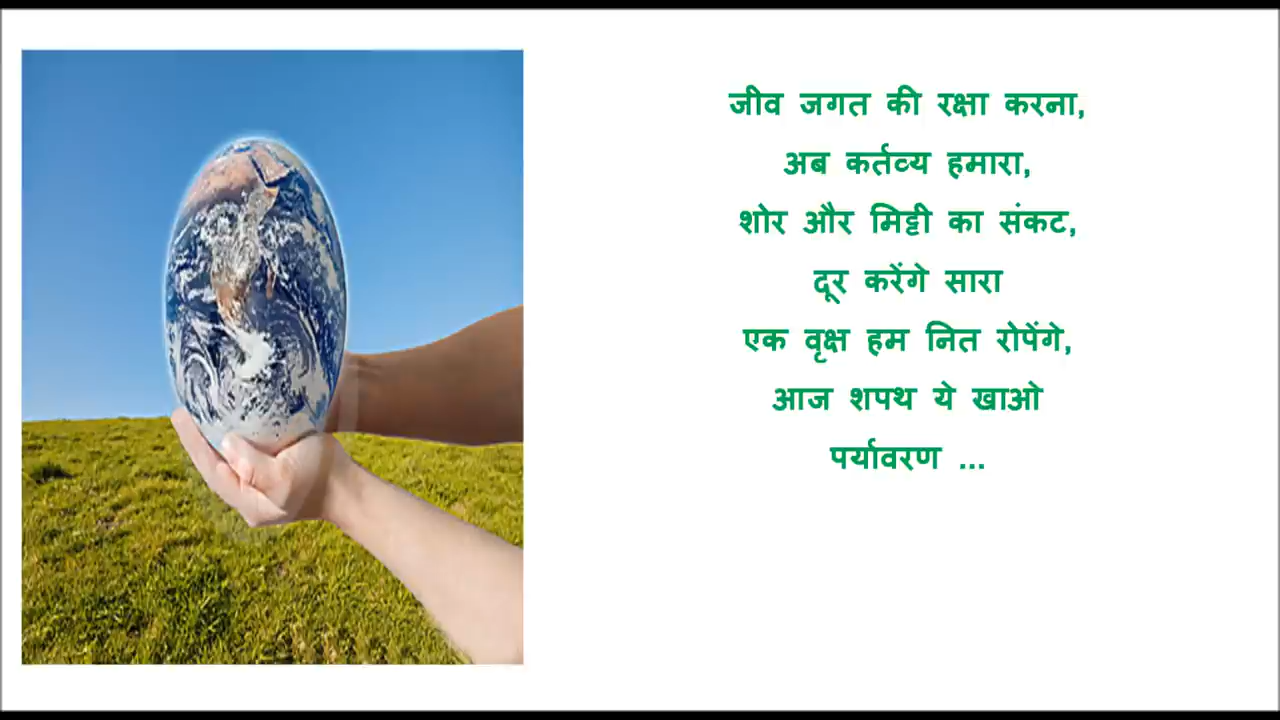 जीव जगत की रक्षा करना,
अब कर्तव्य हमारा,
शोर और मिट्टी का संकट,
दूर करेंगे सारा
एक वृक्ष हम नित रोपेंगे,
आज शपथ ये खाओ
पर्यावरण ...